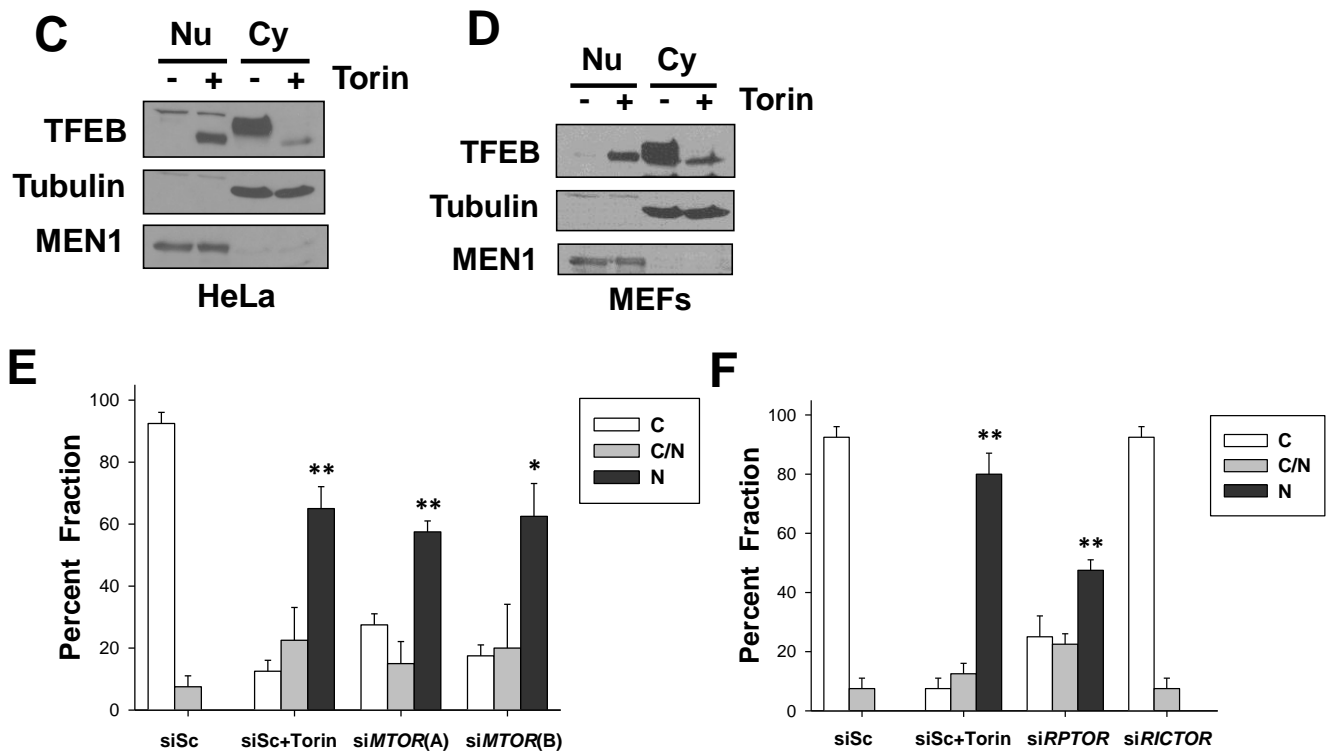 C
Nu Cy
- + - + Torin
TFEB
Tubulin
MEN1
HeLa
D
Nu Cy
- + - + Torin
TFEB
Tubulin
MEN1
MEFs
E
Percent Fraction
100
80
60
40
20
0
** ** *
C
C/N
N
siSc siSc+Torin siMTOR(A) siMTOR(B)
F
Percent Fraction
100
80
60
40
20
0
** **
C
C/N
N
siSc siSc+Torin siRPTOR siRICTOR